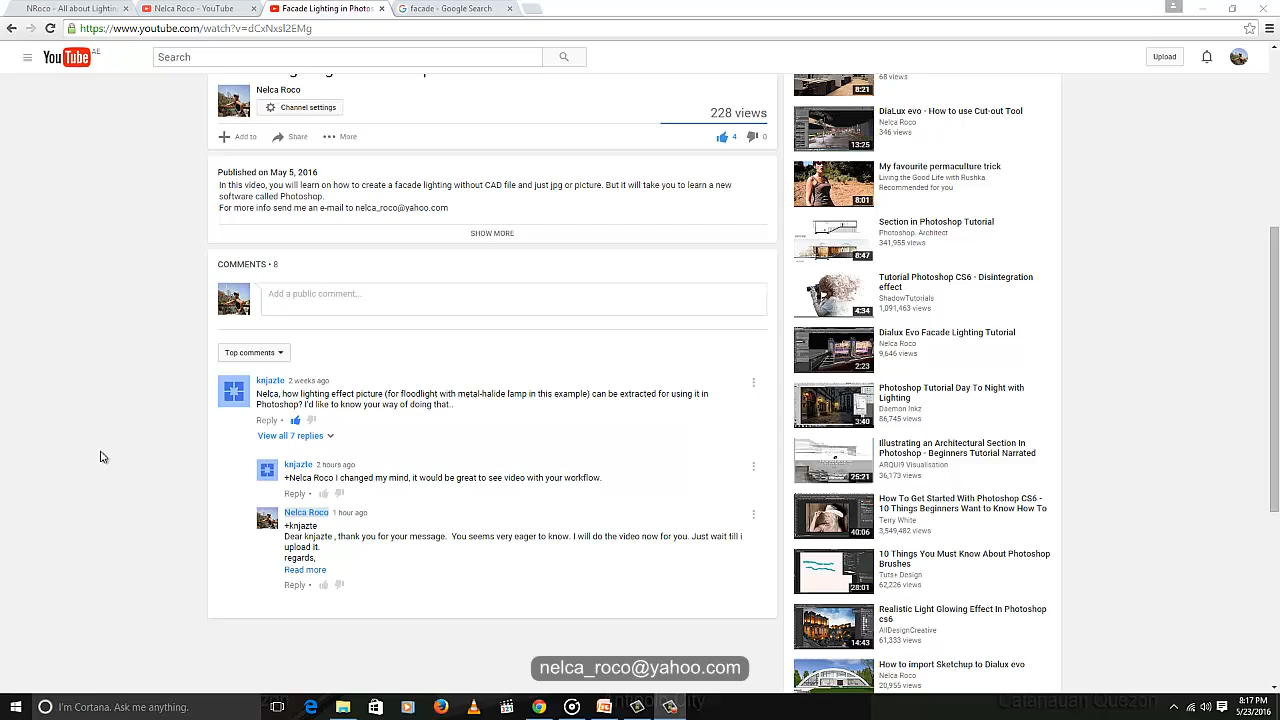 NRoco - All about Lightin
Nelca Roco - YouTube
Facade Lighting in Photos
facade - Google Search
https://www.youtube.com/watch?v=dCxNxsI2EMg
YouTube AE
Search
Upload
Nelca Roco
Channel settings
228 views
Add to
Share
More
4
0
In this video, you will learn on how to create facade lighting without CAD file and just jpg or picture. But it will take you to learn a new
software called Photoshop.
For more info send me an e-mail to nelca_roco@yahoo.com
SHOW MORE
COMMENTS • 8
Add a public comment...
Top comments
knjazte 2 weeks ago
Nelca, how lighting effect pictures (floodlight with metal-halide lamp in this example) can be extracted for using it in
Photoshop? I'd like to know your way of doing that..
Reply •
View all 7 replies
knjazte 2 hours ago
+Nelca Roco I changed my mind, it would be great to see video with your workflow.
Reply •
Nelca Roco 1 hour ago
+knjazte
Dear knjazte , thank you for your message. You seems very eager to learn. I will do the video now for you. Just wait till i
upload it.
regards,
Read more
Reply •
68 views
8:21
DiaLux evo - How to use Cut-out Tool
Nelca Roco
346 views
13:25
My favourite permaculture trick
Living the Good Life with Rushka
Recommended for you
8:01
Section in Photoshop Tutorial
Photoshop. Architect
341,955 views
8:47
Tutorial Photoshop CS6 - Disintegration
effect
ShadowTutorials
1,091,463 views
4:34
Dialux Evo Facade Lighting Tutorial
Nelca Roco
9,646 views
2:23
Photoshop Tutorial Day To Night with
Lighting
Daemon Inkz
86,745 views
3:40
Illustrating an Architectural Section In
Photoshop - Beginners Tutorial Narrated
ARQUI9 Visualisation
36,173 views
25:21
How To Get Started With Photoshop CS6 -
10 Things Beginners Want to Know How To
Terry White
3,549,482 views
40:06
10 Things You Must Know About Photoshop
Brushes
Tuts+ Design
62,226 views
28:01
Realistic Light Glowing Effect In Photoshop
cs6
AllDesignCreative
61,333 views
14:43
How to import Sketchup to Dialux evo
Nelca Roco
20,955 views
nelca_roco@yahoo.com
I'm Cortana. Ask me anything.
Catanauan Quezon
8:17 PM
5/23/2016